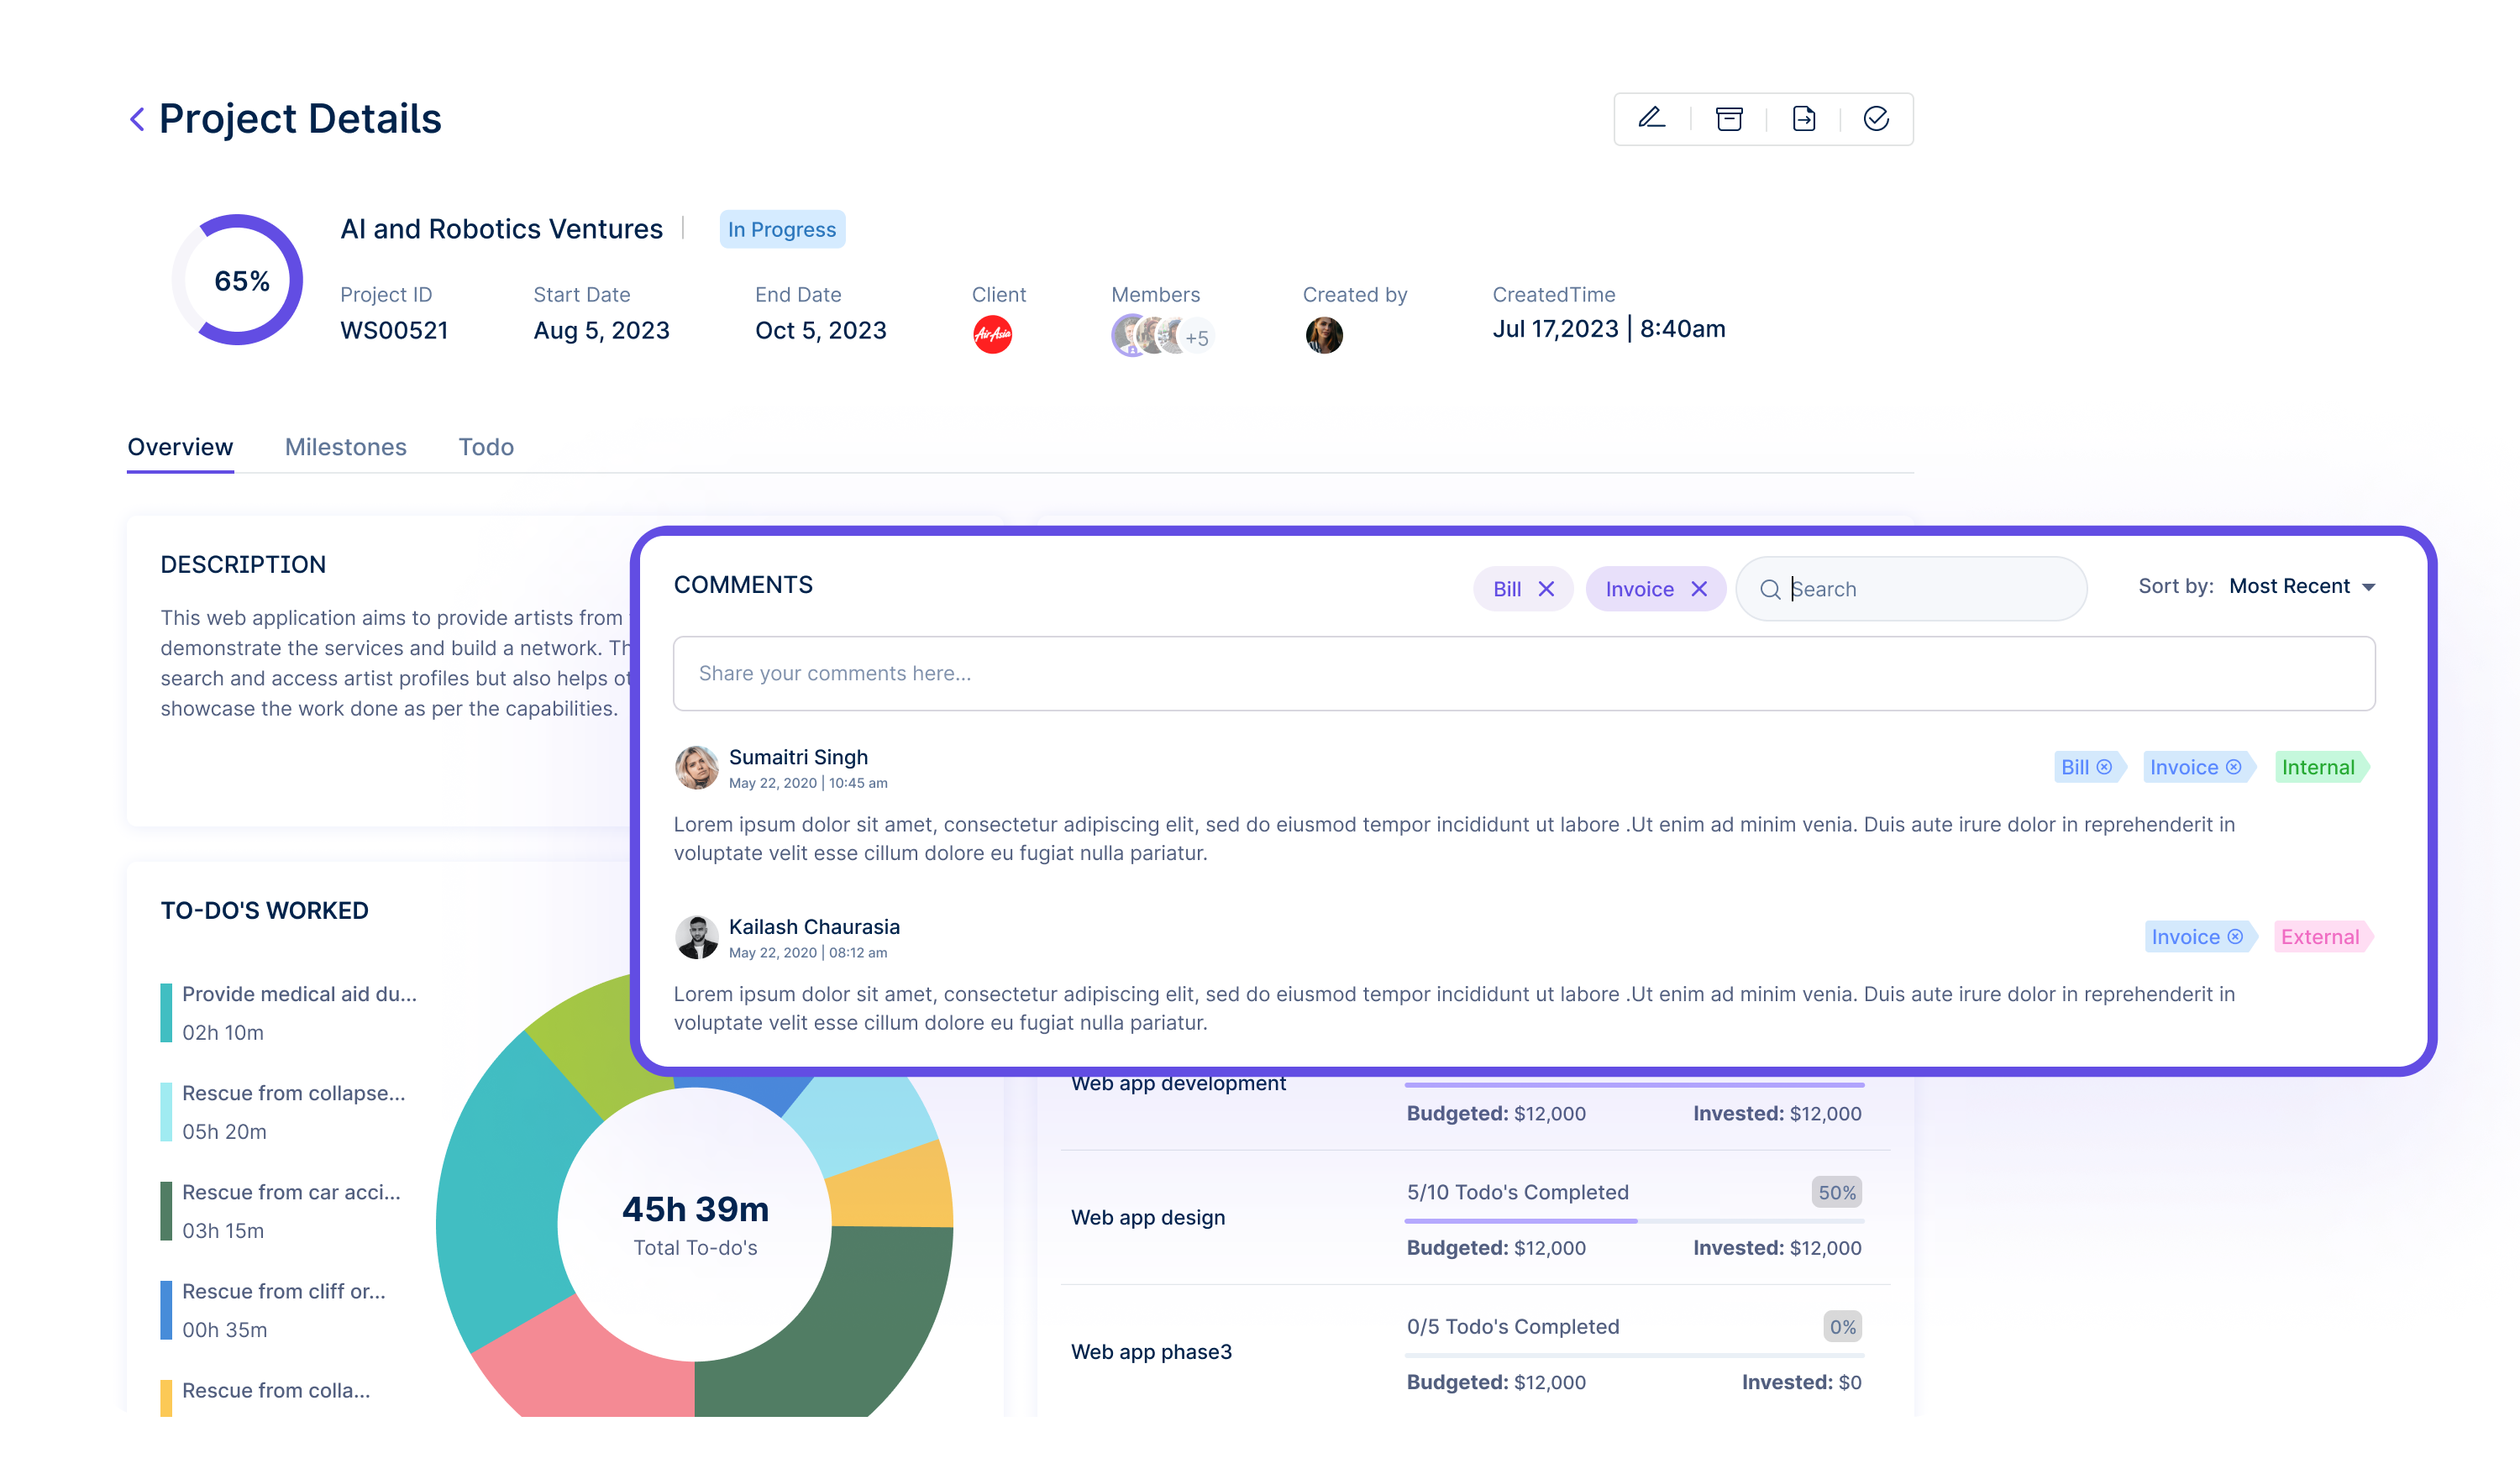 Project Details
65%
AI and Robotics Ventures
In Progress
Project ID
WS00521
Start Date
Aug 5, 2023
End Date
Oct 5, 2023
Client
AirAsia
Members
+5
Created by
CreatedTime
Jul 17,2023 | 8:40am
Overview
Milestones
Todo
DESCRIPTION
This web application aims to provide artists from
demonstrate the services and build a network.
search and access artist profiles but also helps
showcase the work done as per the capabilities.
COMMENTS
Bill
Invoice
Search
Sort by: Most Recent
Share your comments here...
Sumaitri Singh
May 22, 2020 | 10:45 am
Bill
Invoice
Internal
Lorem ipsum dolor sit amet, consectetur adipiscing elit, sed do eiusmod tempor incididunt ut labore .Ut enim ad minim venia. Duis aute irure dolor in reprehenderit in
voluptate velit esse cillum dolore eu fugiat nulla pariatur.
Kailash Chaurasia
May 22, 2020 | 08:12 am
Invoice
External
Lorem ipsum dolor sit amet, consectetur adipiscing elit, sed do eiusmod tempor incididunt ut labore .Ut enim ad minim venia. Duis aute irure dolor in reprehenderit in
voluptate velit esse cillum dolore eu fugiat nulla pariatur.
TO-DO'S WORKED
Provide medical aid du...
02h 10m
Rescue from collapse...
05h 20m
Rescue from car acci...
03h 15m
Rescue from cliff or...
00h 35m
Rescue from colla...
45h 39m
Total To-do's
Web app development
Budgeted: $12,000
Invested: $12,000
Web app design
5/10 Todo's Completed
50%
Budgeted: $12,000
Invested: $12,000
Web app phase3
0/5 Todo's Completed
0%
Budgeted: $12,000
Invested: $0